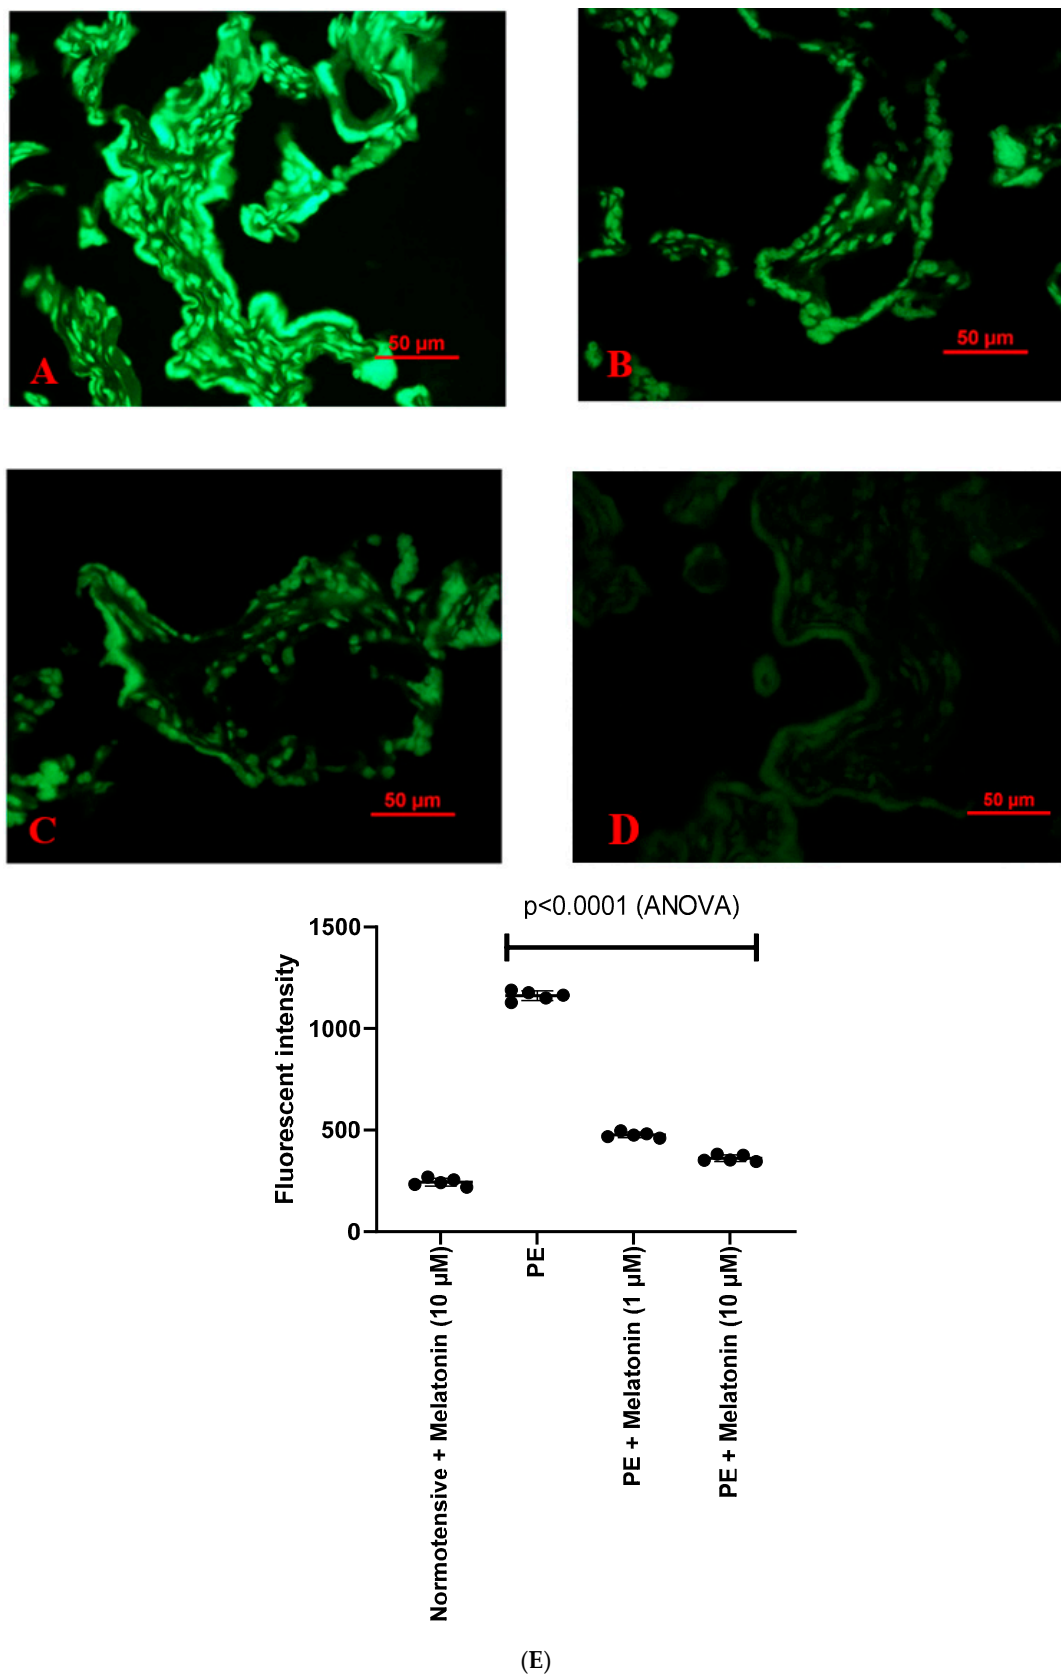 50 µm
A
50 µm
B
50 µm
C
50 µm
D
p<0.0001 (ANOVA)
Fluorescent intensity
1500
1000
500
0
Normotensive + Melatonin (10 µM)
PE
PE + Melatonin (1 µM)
PE + Melatonin (10 µM)
(E)